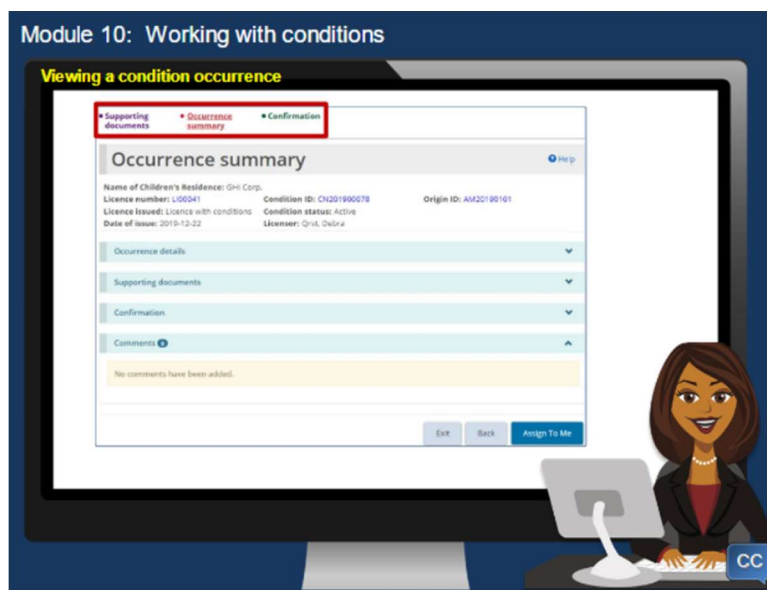 Module 10: Working with conditions
Viewing a condition occurrence
Supporting documents
Occurrence summary
Confirmation
Occurrence summary
Help
Name of Children's Residence: GHI Corp.
Licence number: LI00041 Condition ID: CN201900078 Origin ID: AM20190101
Licence issued: Licence with conditions Condition status: Active
Date of issue: 2019-12-22 Licensor: Qrst, Debra
Occurrence details
Supporting documents
Confirmation
Comments 0
No comments have been added.
Exit Back Assign To Me
CC